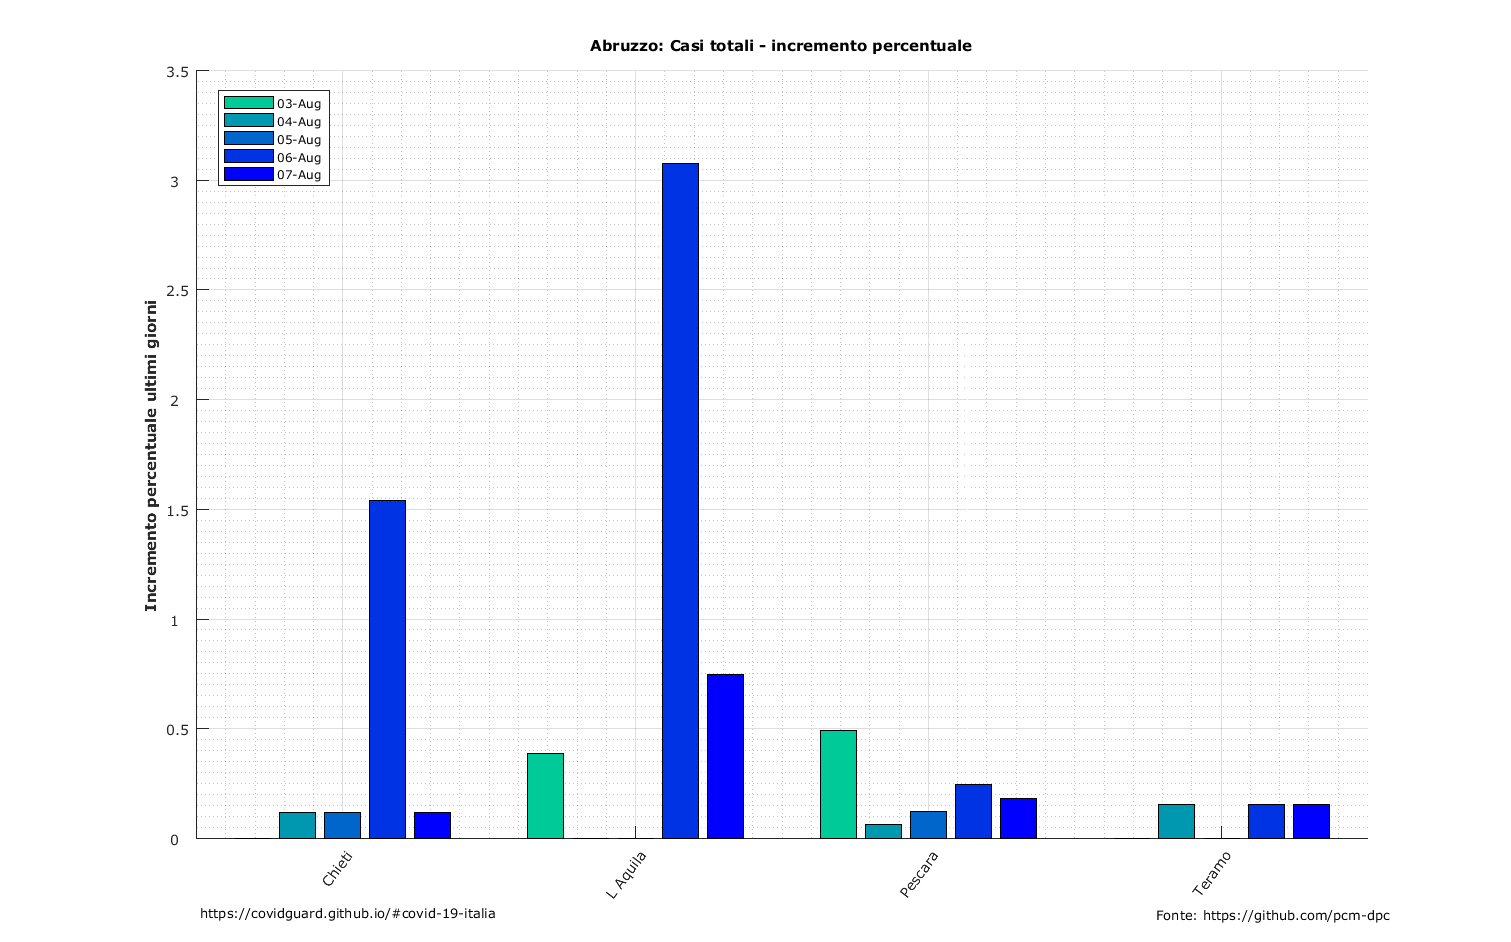 Abruzzo: Casi totali - incremento percentuale
3.5
3
2.5
2
1.5
1
0.5
0
Incremento percentuale ultimi giorni
03-Aug
04-Aug
05-Aug
06-Aug
07-Aug
Chieti
L Aquila
Pescara
Teramo
https://covidguard.github.io/#covid-19-italia
Fonte: https://github.com/pcm-dpc